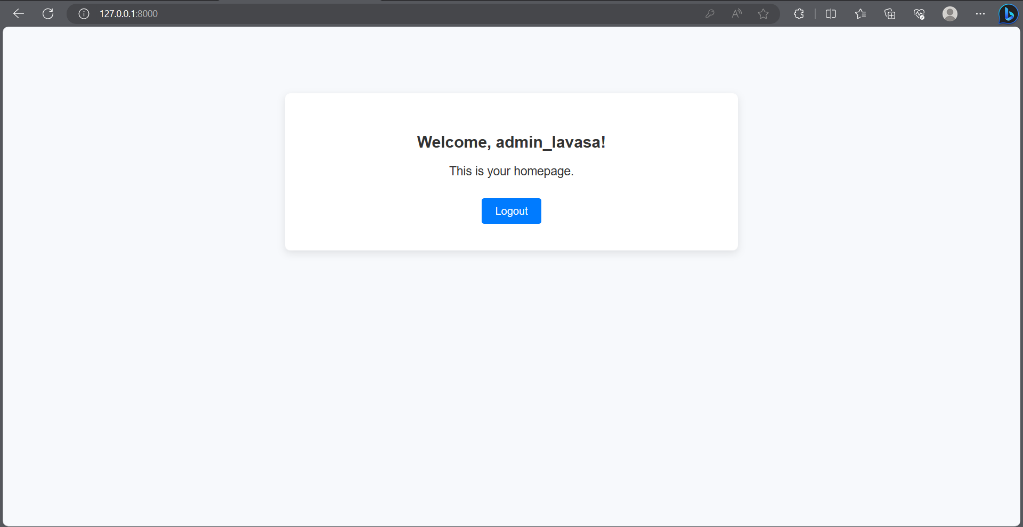 127.0.0.1:8000
Welcome, admin_lavasa!
This is your homepage.
Logout